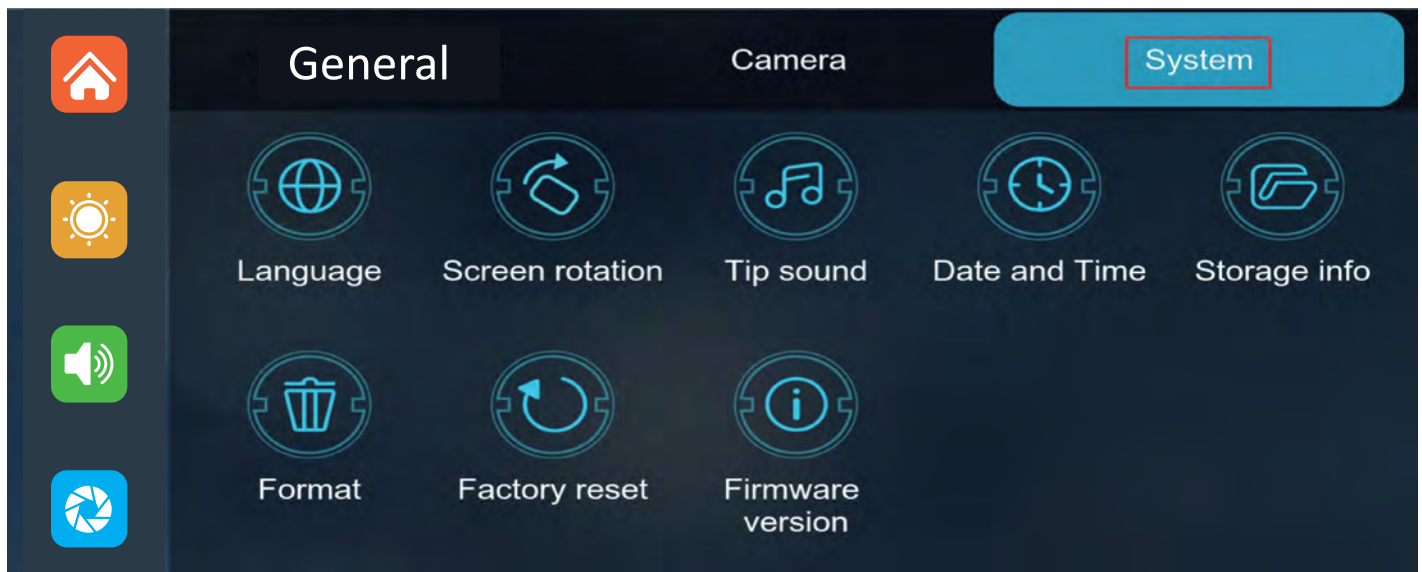 General Camera System
Language Screen rotation Tip sound Date and Time Storage info
Format Factory reset Firmware version